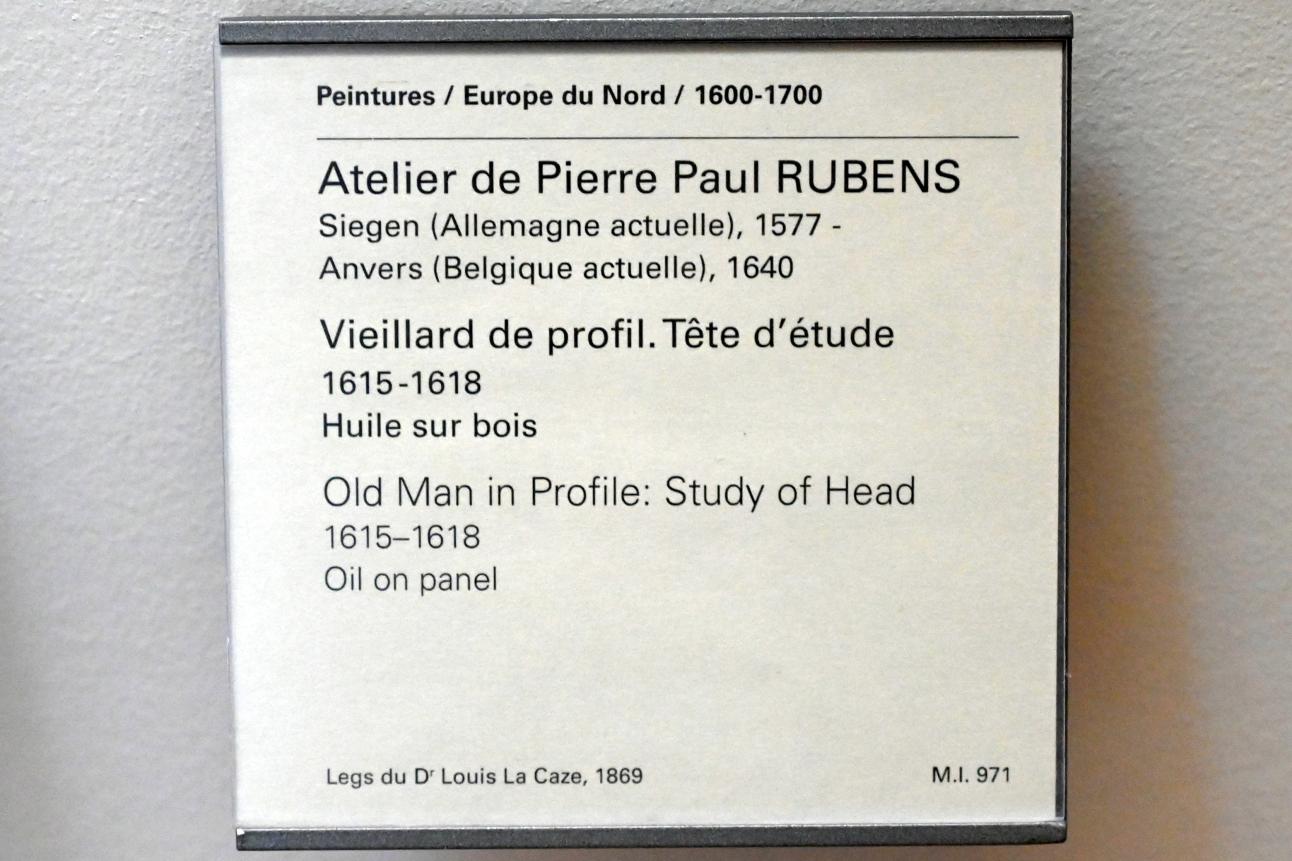 Peintures / Europe du Nord / 1600-1700
Atelier de Pierre Paul RUBENS
Siegen (Allemagne actuelle), 1577 -
Anvers (Belgique actuelle), 1640
Vieillard de profil. Tête d'étude
1615-1618
Huile sur bois
Old Man in Profile: Study of Head
1615–1618
Oil on panel
Legs du Dʳ Louis La Caze, 1869
M.I. 971